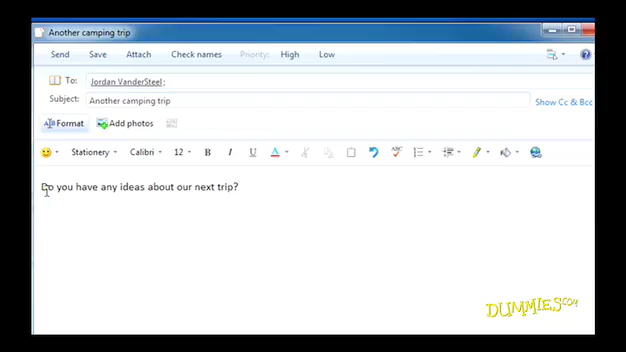 Another camping trip
Send Save Attach Check names Priority: High Low
To: Jordan VanderSteel;
Subject: Another camping trip
Show Cc & Bcc
Format Add photos
Stationery Calibri 12 B I U A ABC
Do you have any ideas about our next trip?
DUMMIES.COM